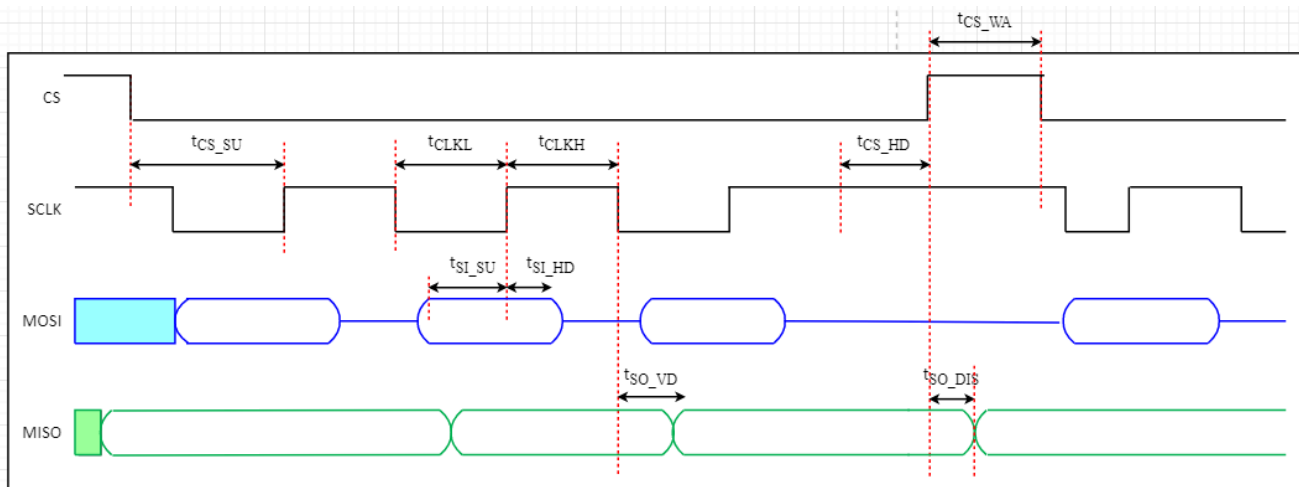 tCS_WA
CS
tCS_SU
tCLKL
tCLKH
tCS_HD
SCLK
tSI_SU
tSI_HD
MOSI
tSO_VD
tSO_DIS
MISO